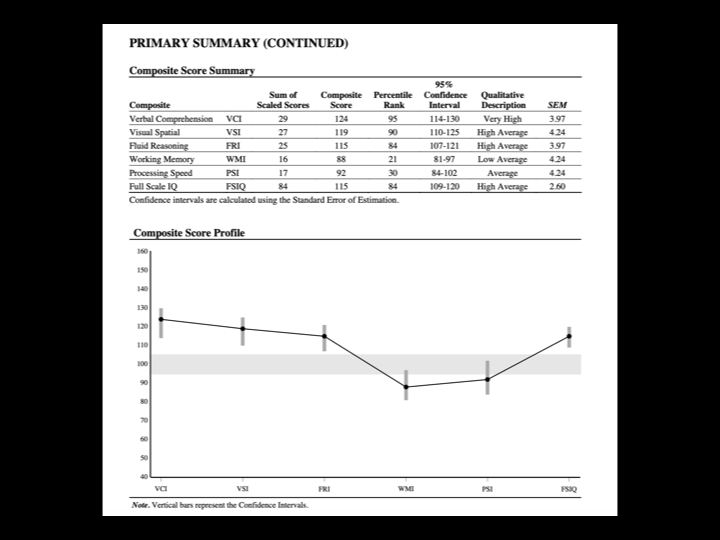 PRIMARY SUMMARY (CONTINUED)
Composite Score Summary
Composite Sum of Scaled Scores Composite Score Percentile Rank 95% Confidence Interval Qualitative Description SEM
Verbal Comprehension VCI 29 124 95 114-130 Very High 3.97
Visual Spatial VSI 27 119 90 110-125 High Average 4.24
Fluid Reasoning FRI 25 115 84 107-121 High Average 3.97
Working Memory WMI 16 88 21 81-97 Low Average 4.24
Processing Speed PSI 17 92 30 84-102 Average 4.24
Full Scale IQ FSIQ 84 115 84 109-120 High Average 2.60
Confidence intervals are calculated using the Standard Error of Estimation.
Composite Score Profile
160
150
140
130
120
110
100
90
80
70
60
50
40
VCI VSI FRI WMI PSI FSIQ
Note. Vertical bars represent the Confidence Intervals.